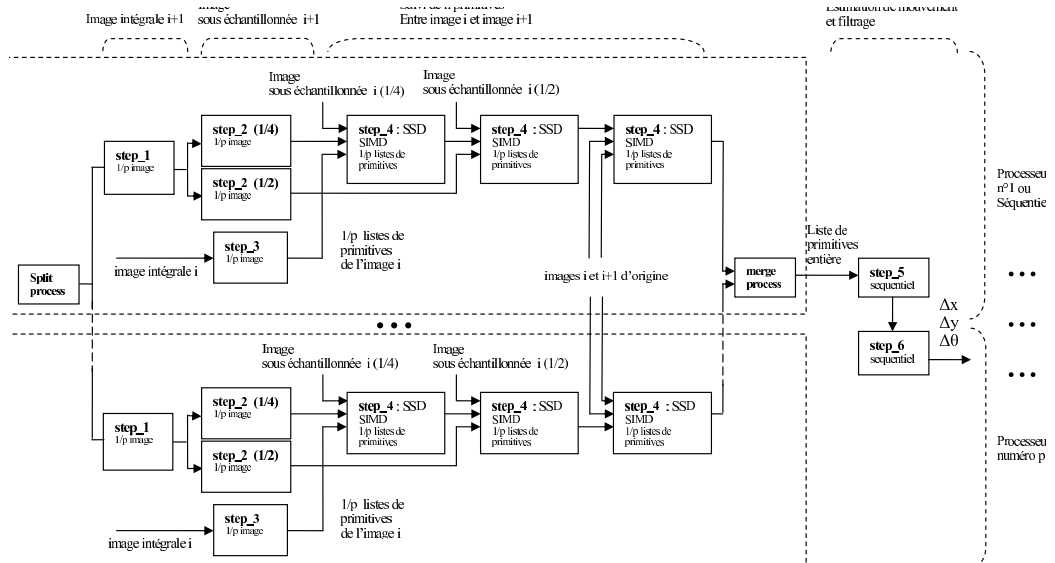 Image intégrale i+1
sous échantillonnée i+1
Entre image i et image i+1
Estimation de mouvement
et filtrage
Image
sous échantillonnée i (1/4)
Image
sous échantillonnée i (1/2)
step_1
1/p image
step_2 (1/4)
1/p image
step_2 (1/2)
1/p image
step_4 : SSD
SIMD
1/p listes de
primitives
step_4 : SSD
SIMD
1/p listes de
primitives
step_4 : SSD
SIMD
1/p listes de
primitives
step_3
1/p image
image intégrale i
1/p listes de
primitives
de l'image i
Split
process
images i et i+1 d'origine
merge
process
Liste de
primitives
entière
step_5
sequentiel
Δx
Δy
Δθ
step_6
sequentiel
Processeu
n°1 ou
Séquentie
• • •
• • •
• • •
• • •
Image
sous échantillonnée i (1/4)
Image
sous échantillonnée i (1/2)
step_1
1/p image
step_2 (1/4)
1/p image
step_2 (1/2)
1/p image
step_4 : SSD
SIMD
1/p listes de
primitives
step_4 : SSD
SIMD
1/p listes de
primitives
step_4 : SSD
SIMD
1/p listes de
primitives
step_3
1/p image
image intégrale i
1/p listes de
primitives
de l'image i
Processeu
numéro p